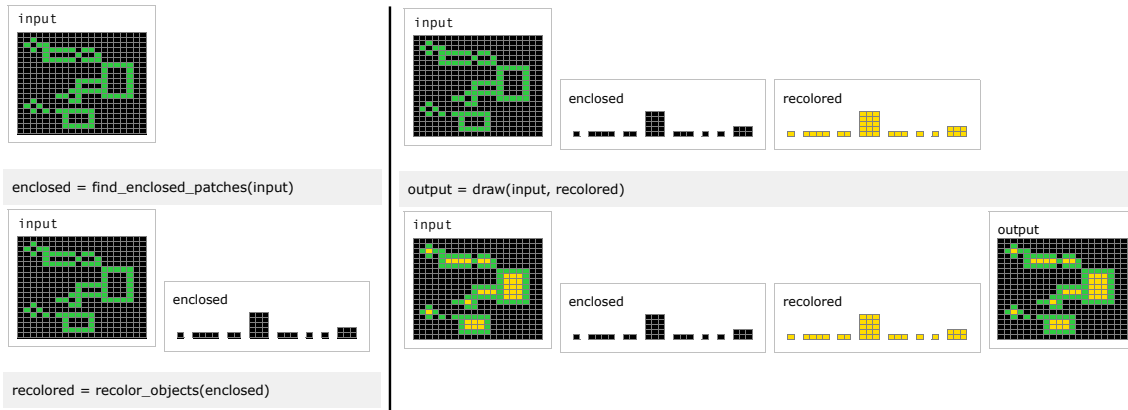 input
enclosed = find_enclosed_patches(input)
input
enclosed
recolored = recolor_objects(enclosed)
input
enclosed
recolored
output = draw(input, recolored)
input
enclosed
recolored
output